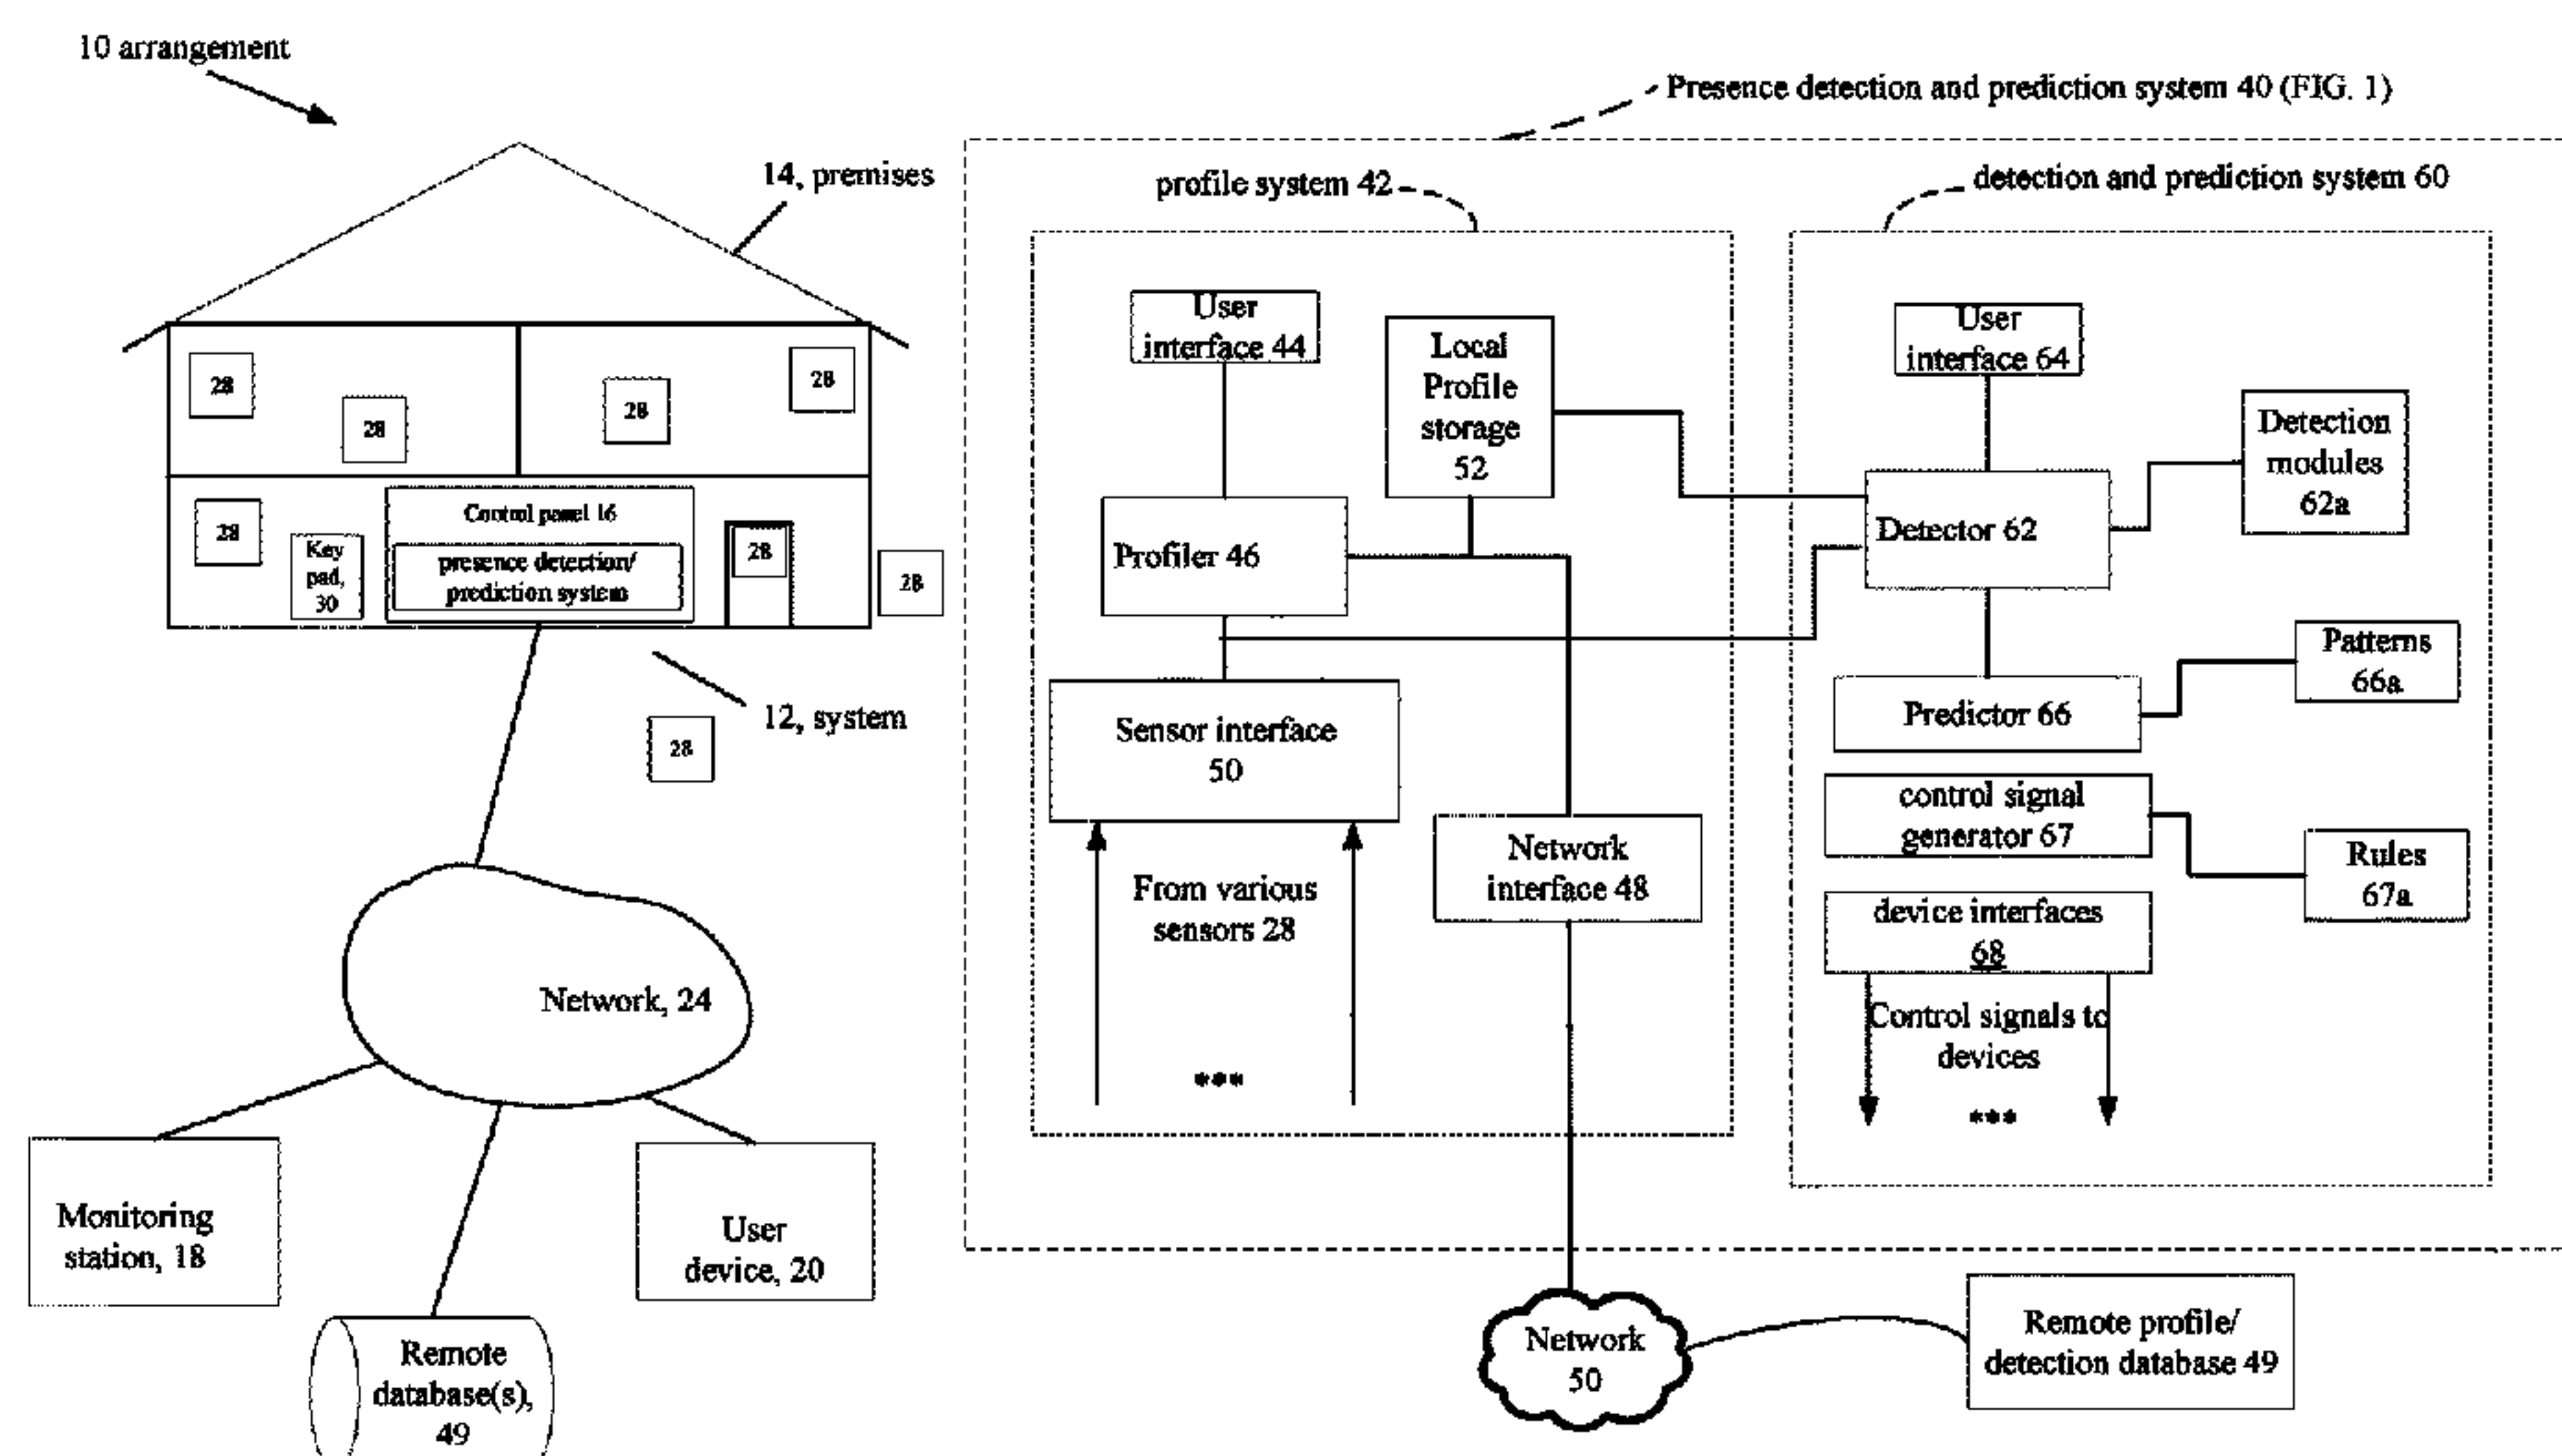 10 arrangement
14, premises
28
28
28
28
28
Key
pad,
30
Control panel 16
presence detection/
prediction system
28
28
12, system
28
Network, 24
Monitoring
station, 18
User
device, 20
Remote
database(s),
49
Presence detection and prediction system 40 (FIG. 1)
profile system 42
User
interface 44
Local
Profile
storage
52
Profiler 46
Sensor interface
50
From various
sensors 28
***
Network
interface 48
detection and prediction system 60
User
interface 64
Detection
modules
62a
Detector 62
Patterns
66a
Predictor 66
control signal
generator 67
Rules
67a
device interfaces
68
Control signals to
devices
***
Network
50
Remote profile/
detection database 49